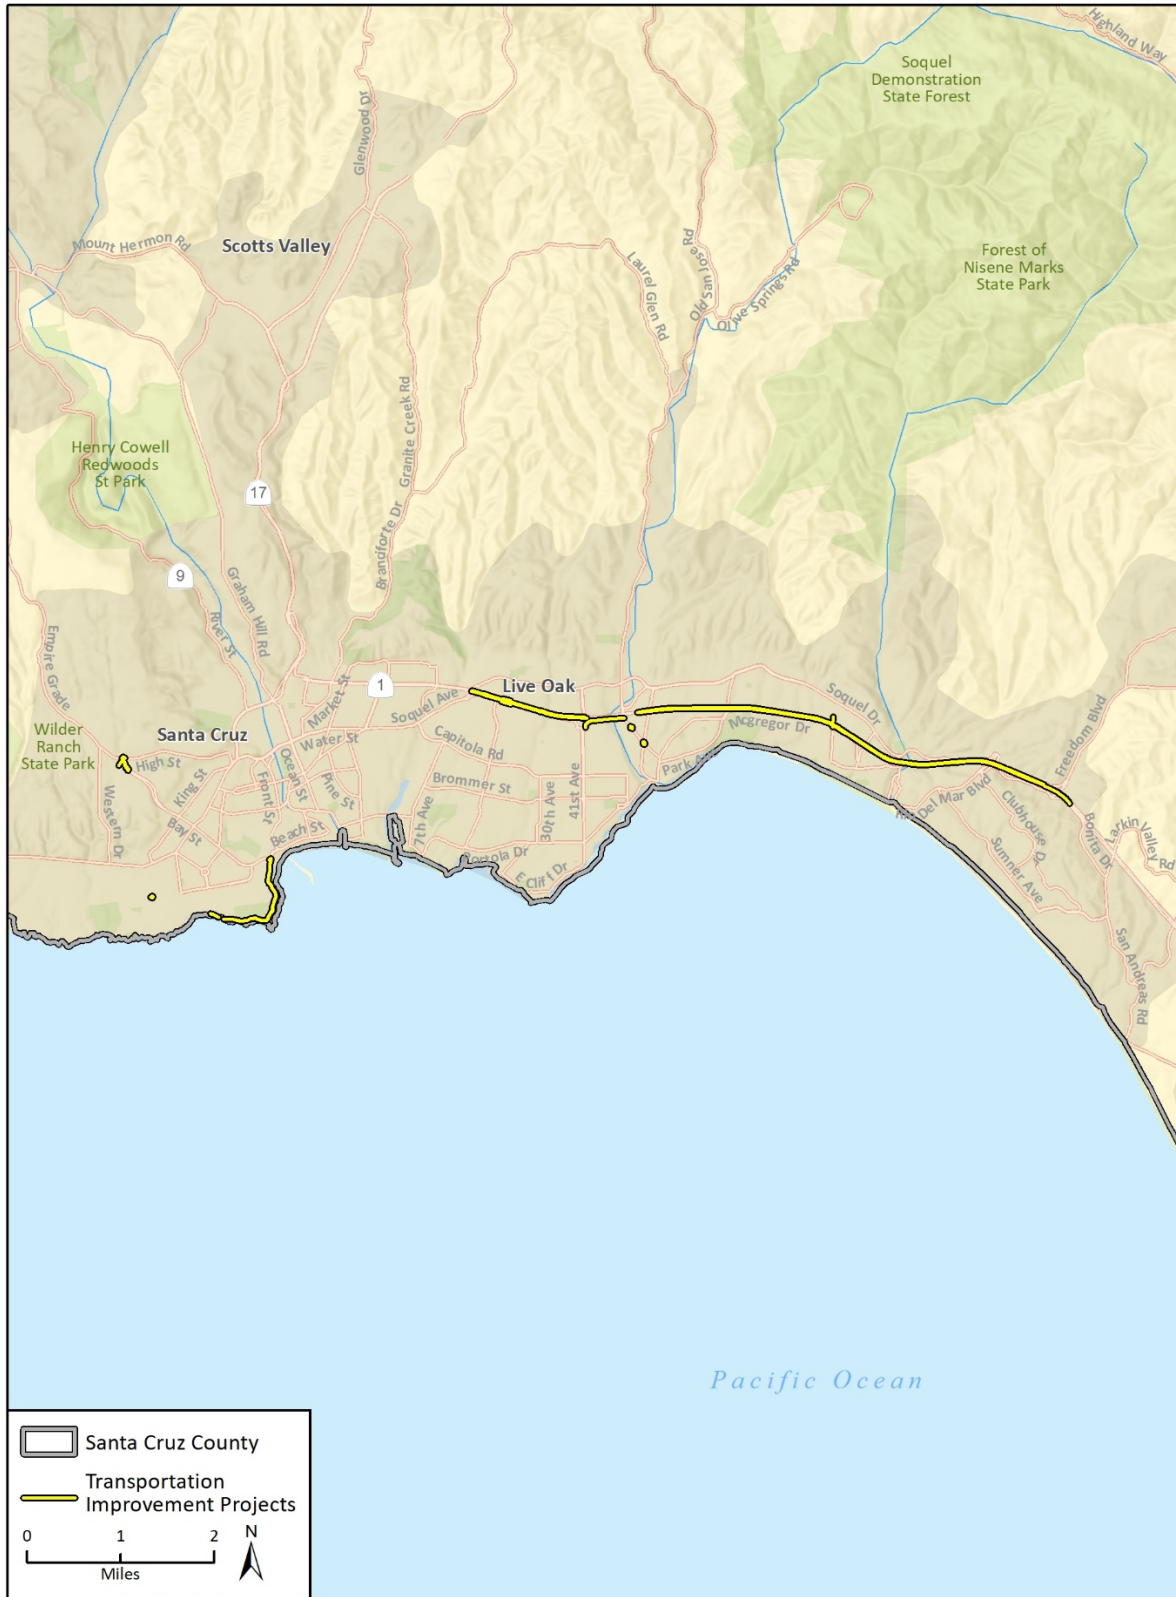 Highland Way
Soquel
Demonstration
State Forest
Glenwood Dr
Mount Hermon Rd
Scotts Valley
Laurel Glen Rd
Old San Jose Rd
Olive Springs Rd
Forest of
Nisene Marks
State Park
Henry Cowell
Redwoods
St Park
17
Granite Creek Rd
Brandforte Dr
9
Graham Hill Rd
River St
Empire Grade
1
Market St
Soquel Ave
Live Oak
Soquel Dr
Mcgregor Dr
Freedom Blvd
Wilder
Ranch
State Park
Santa Cruz
High St
Water St
Capitola Rd
Park Ave
King St
Western Dr
Front St
Ocean St
Pine St
Brommer St
30th Ave
41st Ave
7th Ave
Bay St
Beach St
Portola Dr
E Cliff Dr
Del Mar Blvd
Clubhouse Dr
Sumner Ave
Bonita Dr
Larkin
Valley Rd
San Andreas Rd
Pacific Ocean
Santa Cruz County
Transportation
Improvement Projects
0 1 2
Miles
N